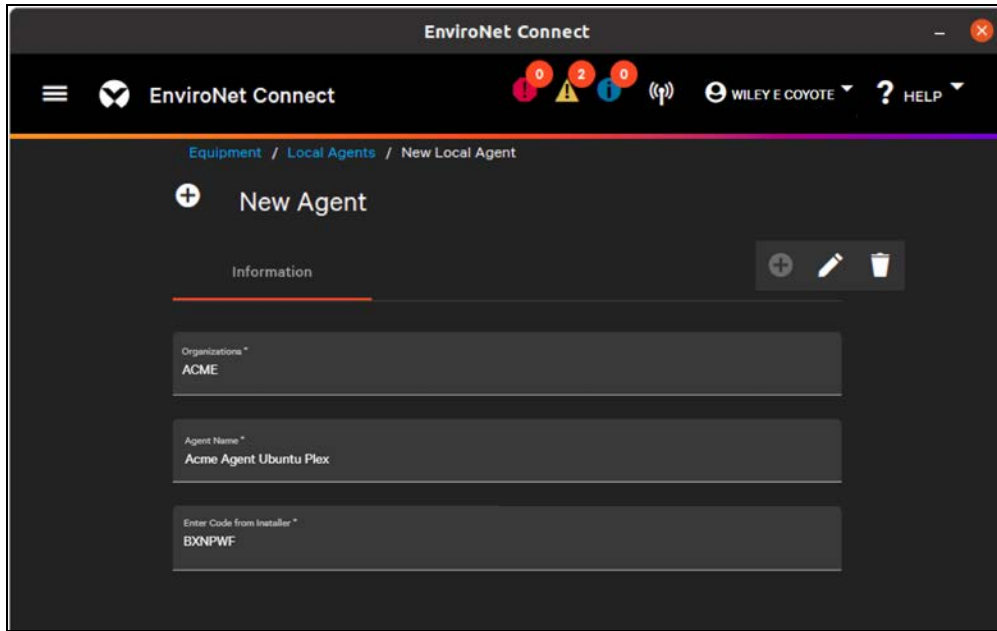 EnviroNet Connect
EnviroNet Connect 0 2 0 WILEY E COYOTE ? HELP
Equipment / Local Agents / New Local Agent
New Agent
Information
Organizations *
ACME
Agent Name *
Acme Agent Ubuntu Plex
Enter Code from Installer *
BXNPWF